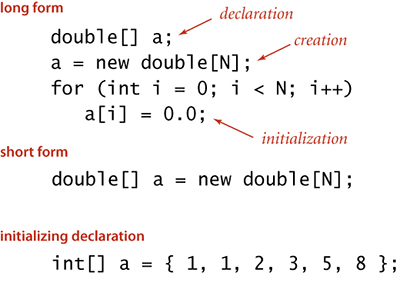 long form
double[] a;
declaration
a = new double[N];
creation
for (int i = 0; i < N; i++)
a[i] = 0.0;
initialization
short form
double[] a = new double[N];
initializing declaration
int[] a = { 1, 1, 2, 3, 5, 8 };